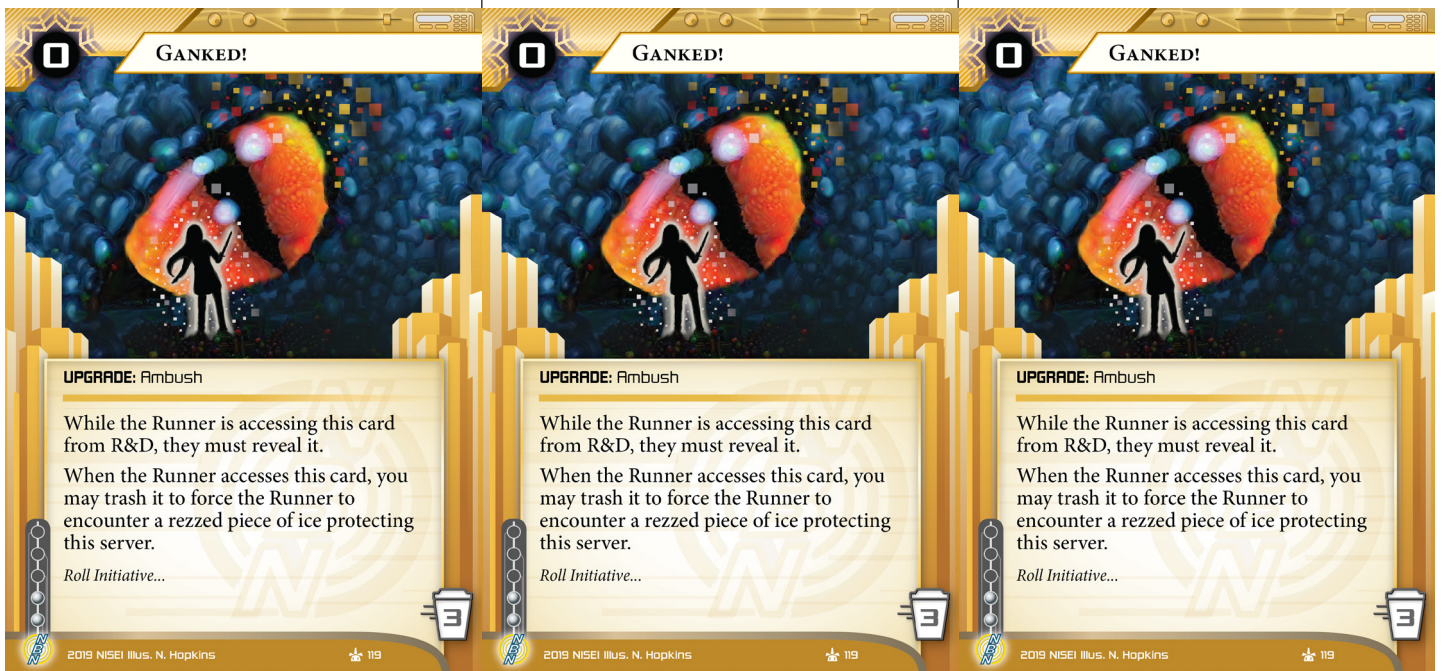 0
GANKED!
UPGRADE: Ambush
While the Runner is accessing this card
from R&D, they must reveal it.
When the Runner accesses this card, you
may trash it to force the Runner to
encounter a rezzed piece of ice protecting
this server.
Roll Initiative...
3
NBN
2019 NISEI Illus. N. Hopkins
119
0
GANKED!
UPGRADE: Ambush
While the Runner is accessing this card
from R&D, they must reveal it.
When the Runner accesses this card, you
may trash it to force the Runner to
encounter a rezzed piece of ice protecting
this server.
Roll Initiative...
3
NBN
2019 NISEI Illus. N. Hopkins
119
0
GANKED!
UPGRADE: Ambush
While the Runner is accessing this card
from R&D, they must reveal it.
When the Runner accesses this card, you
may trash it to force the Runner to
encounter a rezzed piece of ice protecting
this server.
Roll Initiative...
3
NBN
2019 NISEI Illus. N. Hopkins
119